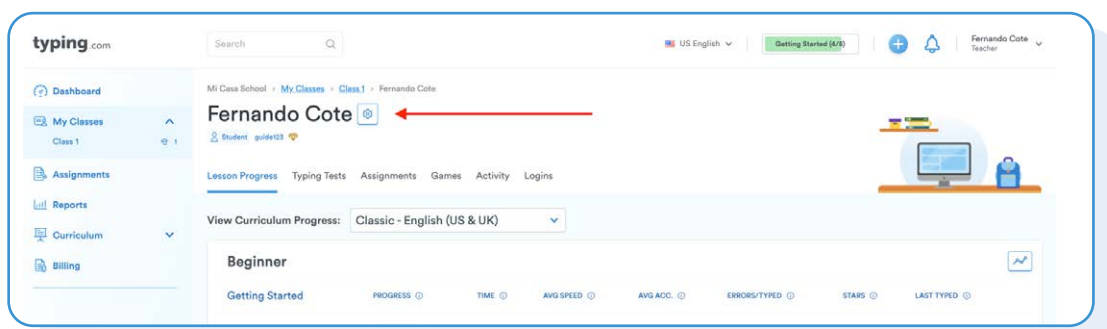 typing.com
Search
US English
Getting Started (4/8)
Fernando Cote
Teacher
Dashboard
My Classes
Class 1
1
Assignments
Reports
Curriculum
Billing
Mi Casa School › My Classes › Class 1 › Fernando Cote
Fernando Cote
Student guide123
Lesson Progress Typing Tests Assignments Games Activity Logins
View Curriculum Progress: Classic - English (US & UK)
Beginner
Getting Started PROGRESS TIME AVG SPEED AVG ACC. ERRORS/TYPED STARS LAST TYPED